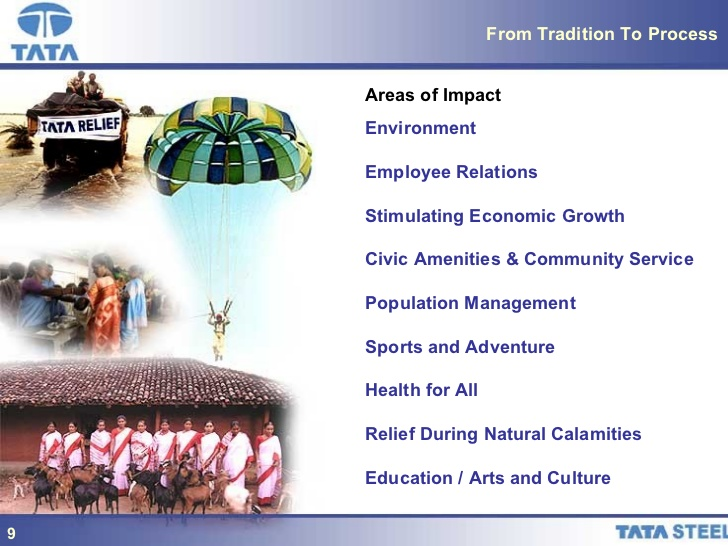 TATA
From Tradition To Process
TATA RELIEF
Areas of Impact
Environment
Employee Relations
Stimulating Economic Growth
Civic Amenities & Community Service
Population Management
Sports and Adventure
Health for All
Relief During Natural Calamities
Education / Arts and Culture
9
TATA STEEL